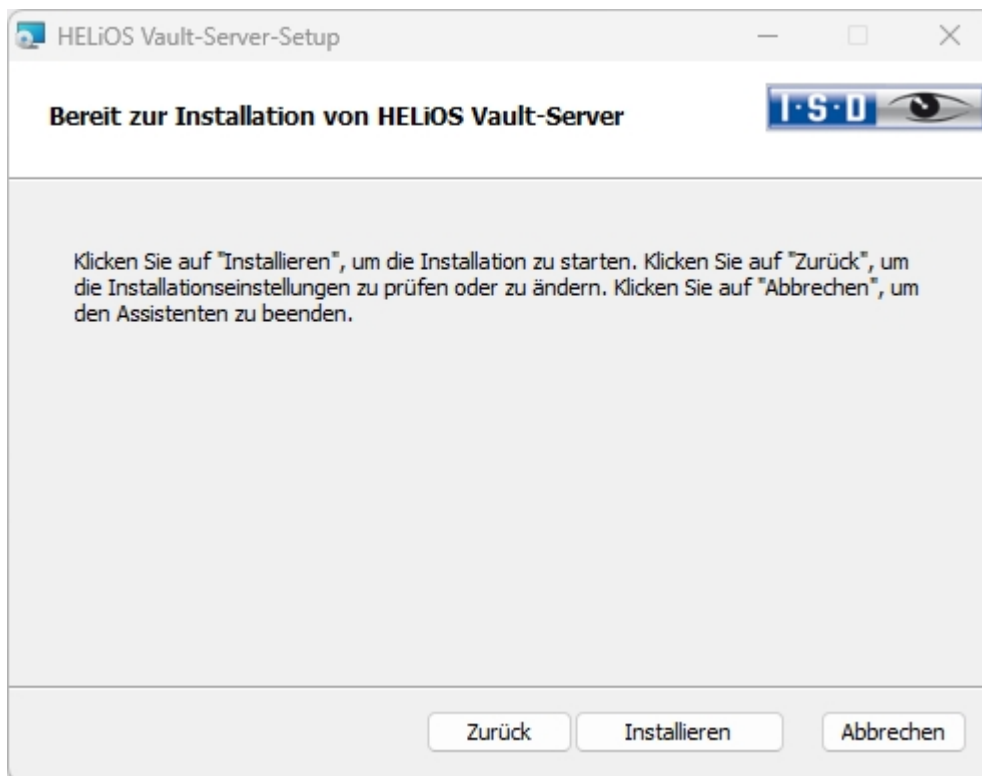 HELiOS Vault-Server-Setup
Bereit zur Installation von HELiOS Vault-Server
I·S·D
Klicken Sie auf "Installieren", um die Installation zu starten. Klicken Sie auf "Zurück", um
die Installationseinstellungen zu prüfen oder zu ändern. Klicken Sie auf "Abbrechen", um
den Assistenten zu beenden.
Zurück
Installieren
Abbrechen